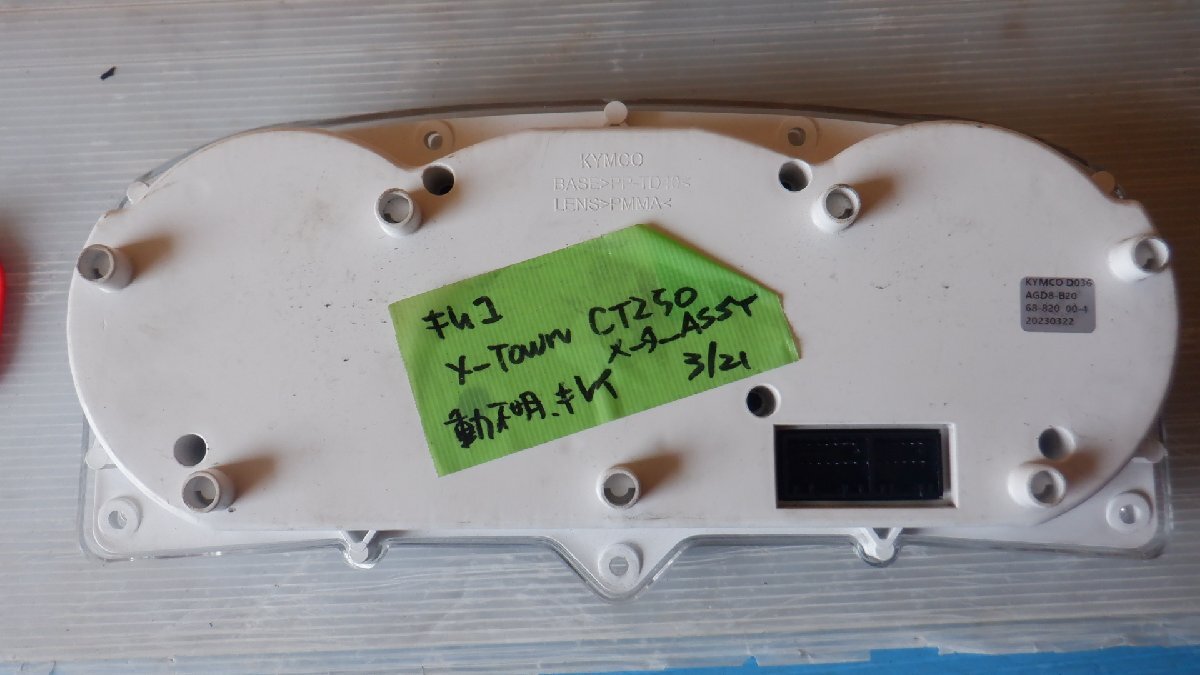 KYMCO
BASE>PP-TD40<
LENS>PMMA<
キムコ
X-Town CT250
メーターASSY
3/21
動不明.キレイ
KYMCO D036
AGD8-B20
68-820 00-4
20230322